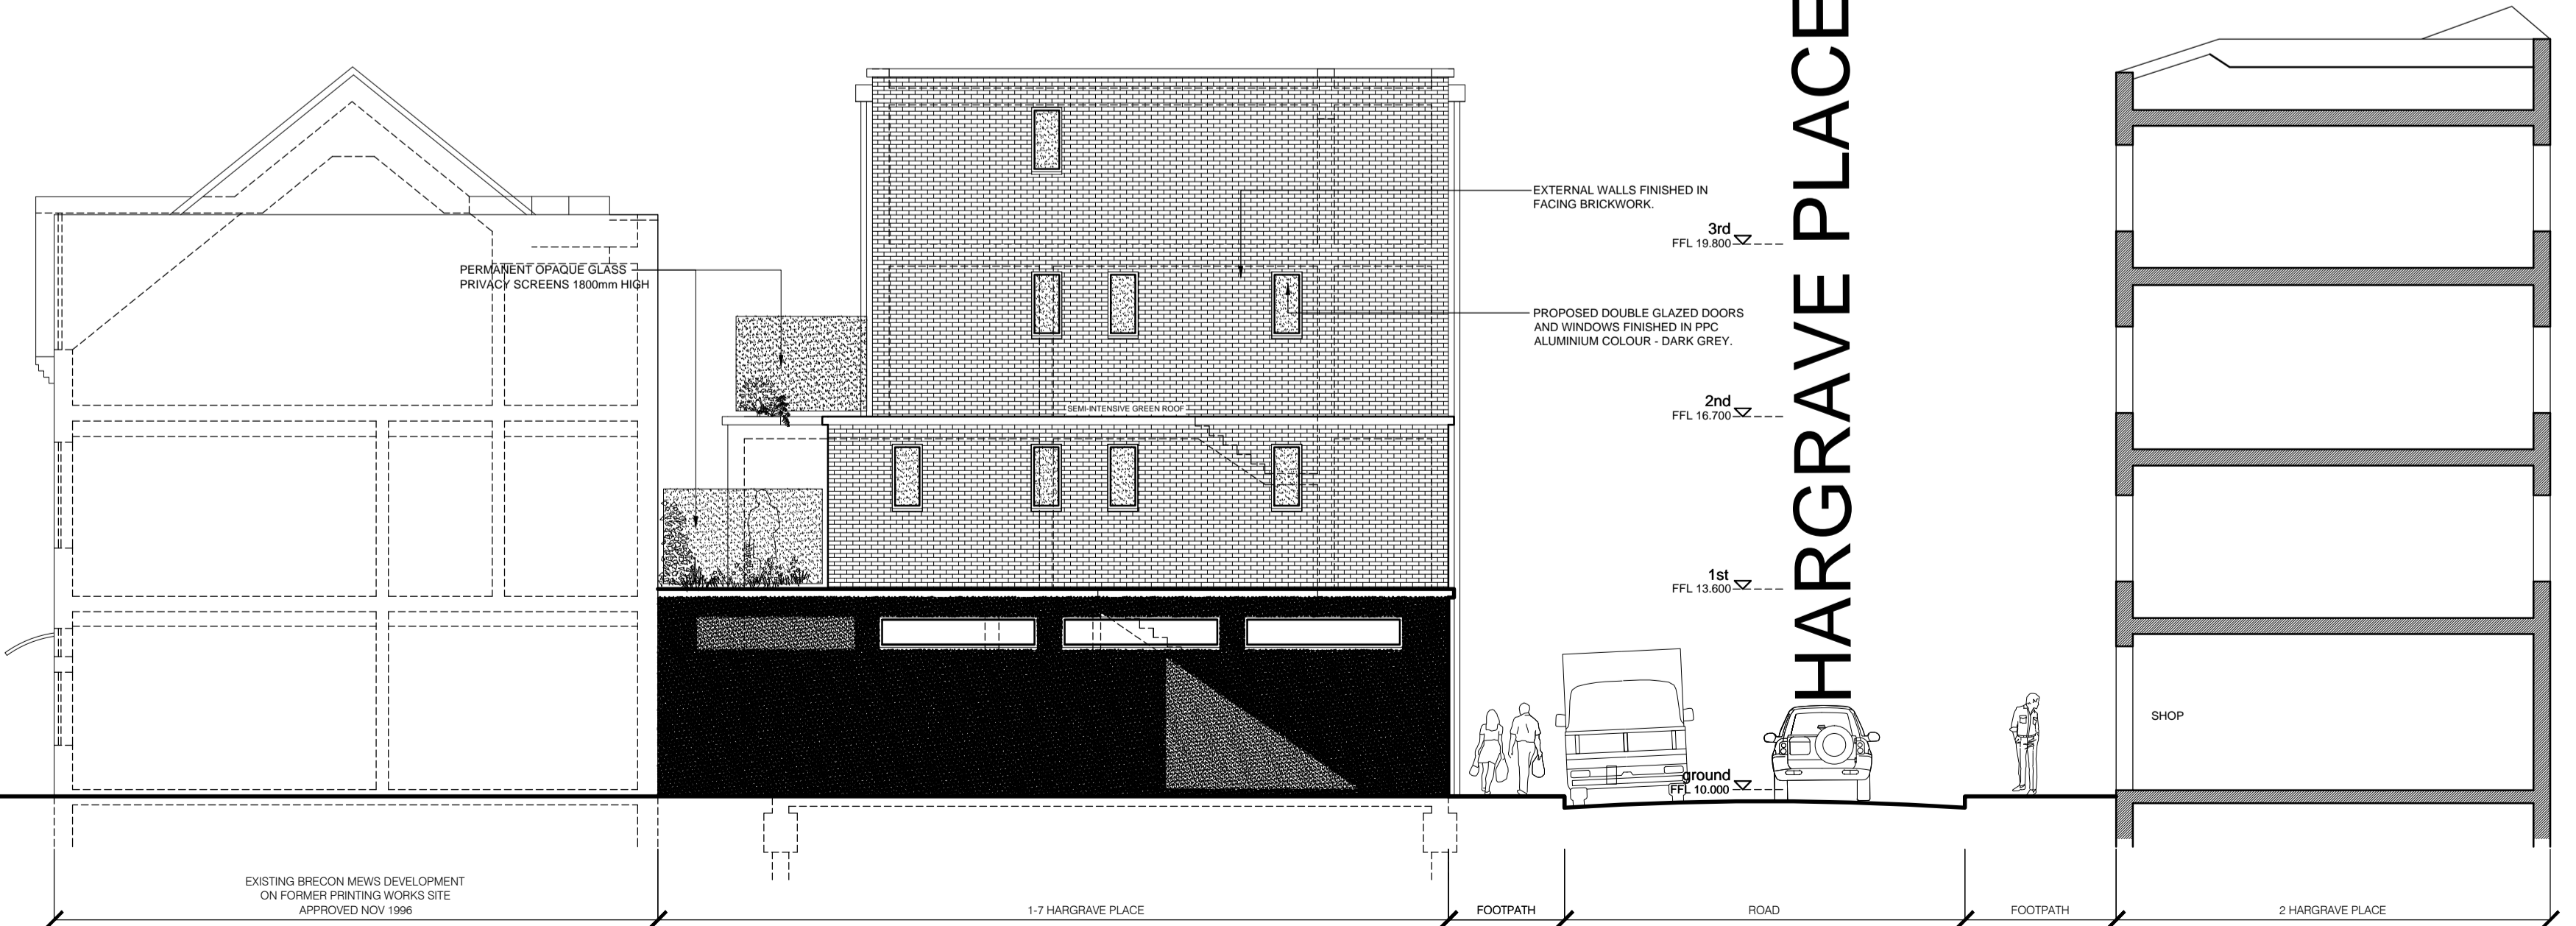 HARGRAVE PLACE
EXTERNAL WALLS FINISHED IN
FACING BRICKWORK.
3rd
FFL 19.800
PERMANENT OPAQUE GLASS
PRIVACY SCREENS 1800mm HIGH
PROPOSED DOUBLE GLAZED DOORS
AND WINDOWS FINISHED IN PPC
ALUMINIUM COLOUR - DARK GREY.
2nd
FFL 16.700
SEMI-INTENSIVE GREEN ROOF
1st
FFL 13.600
SHOP
ground
FFL 10.000
EXISTING BRECON MEWS DEVELOPMENT
ON FORMER PRINTING WORKS SITE
APPROVED NOV 1996
1-7 HARGRAVE PLACE
FOOTPATH
ROAD
FOOTPATH
2 HARGRAVE PLACE